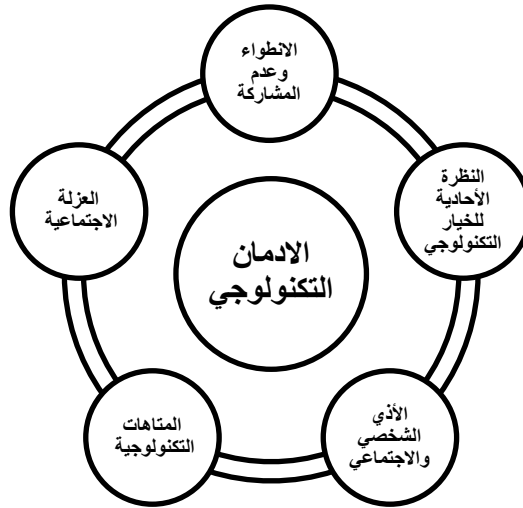 الانطواء
وعدم
المشاركة
النظرة
الأحادية
للخيار
التكنولوجي
العزلة
الاجتماعية
الادمان
التكنولوجي
الأذي
الشخصي
والاجتماعي
المتاهات
التكنولوجية